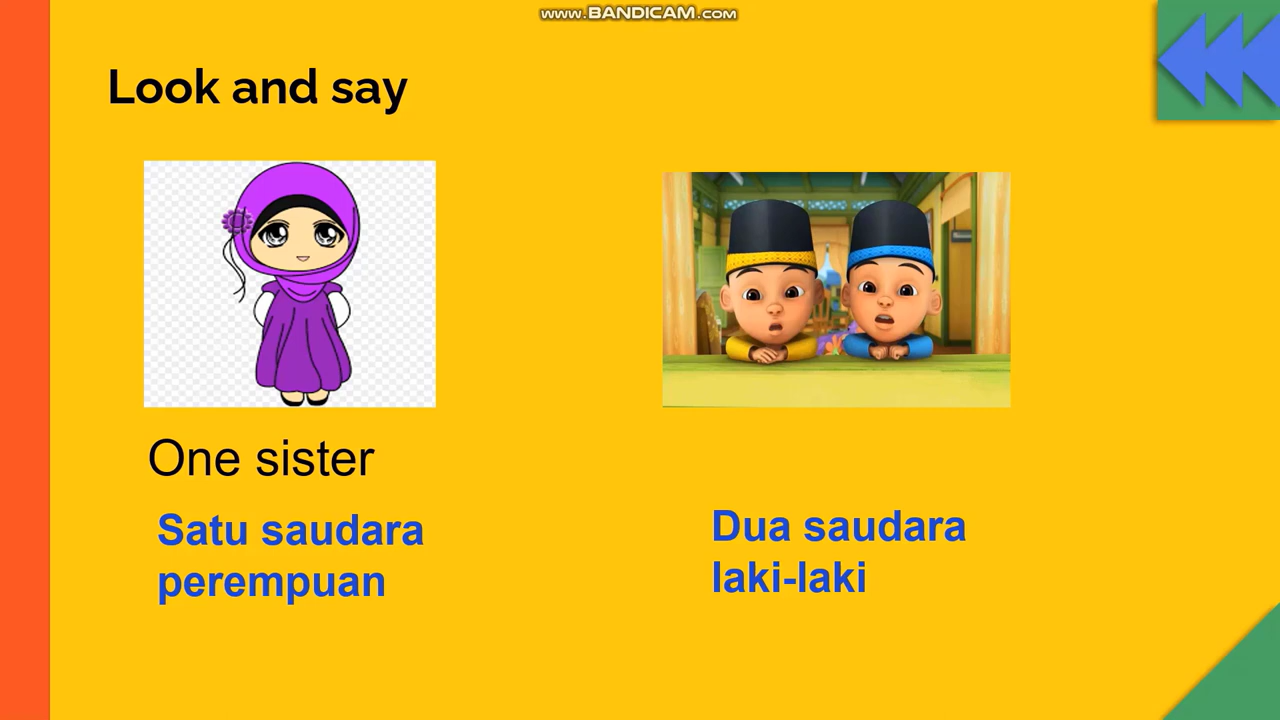 www.BANDICAM.com
Look and say
One sister
Satu saudara
perempuan
Dua saudara
laki-laki